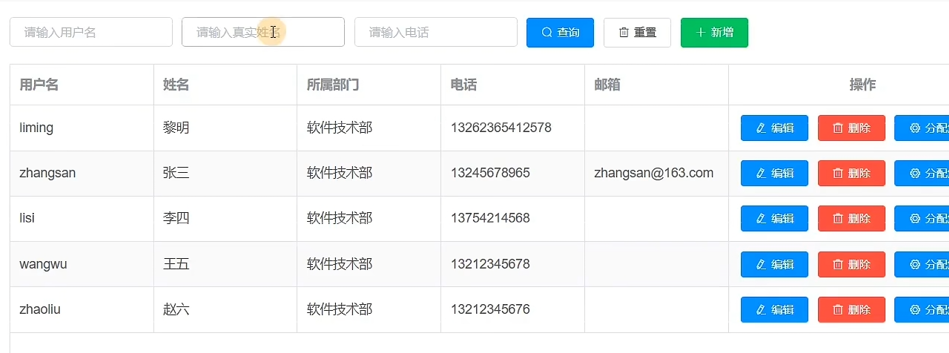 请输入用户名 请输入真实姓名 请输入电话 查询 重置 新增
用户名 姓名 所属部门 电话 邮箱 操作
liming 黎明 软件技术部 13262365412578 编辑 删除 分配
zhangsan 张三 软件技术部 13245678965 zhangsan@163.com 编辑 删除 分配
lisi 李四 软件技术部 13754214568 编辑 删除 分配
wangwu 王五 软件技术部 13212345678 编辑 删除 分配
zhaoliu 赵六 软件技术部 13212345676 编辑 删除 分配